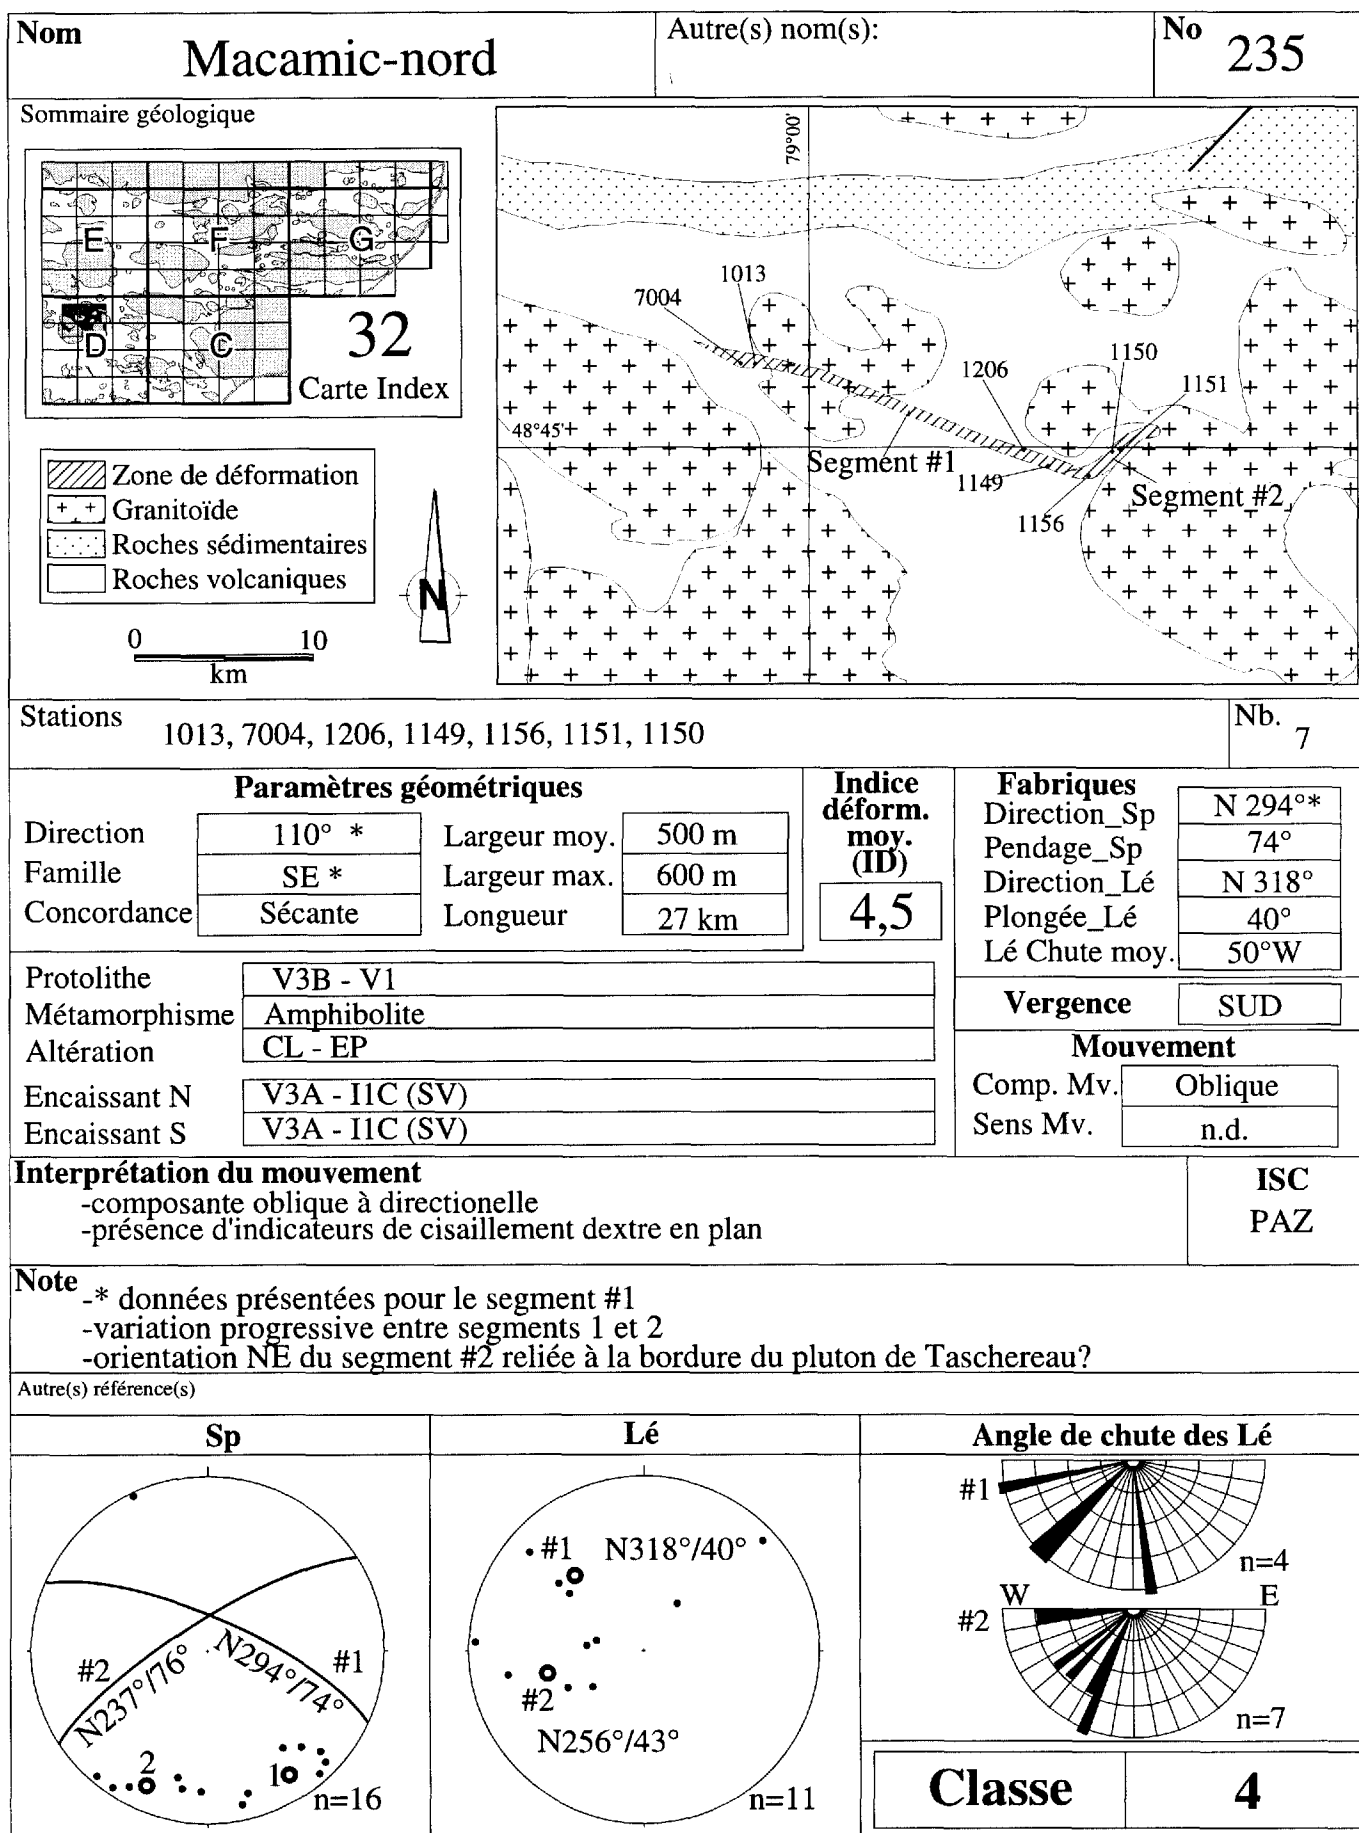 Nom
Macamic-nord
Autre(s) nom(s):
No
235
Sommaire géologique
E
F
G
D
C
32
Carte Index
Zone de déformation
Granitoïde
Roches sédimentaires
Roches volcaniques
N
0 10
km
79°00'
1013
7004
1206
1150
1151
48°45'
Segment #1
1149
Segment #2
1156
Stations
1013, 7004, 1206, 1149, 1156, 1151, 1150
Nb.
7
Paramètres géométriques
Direction 110° *
Famille SE *
Concordance Sécante
Largeur moy. 500 m
Largeur max. 600 m
Longueur 27 km
Indice
déform.
moy.
(ID)
4,5
Fabriques
Direction_Sp N 294°*
Pendage_Sp 74°
Direction_Lé N 318°
Plongée_Lé 40°
Lé Chute moy. 50°W
Vergence SUD
Mouvement
Comp. Mv. Oblique
Sens Mv. n.d.
Protolithe V3B - V1
Métamorphisme Amphibolite
Altération CL - EP
Encaissant N V3A - I1C (SV)
Encaissant S V3A - I1C (SV)
Interprétation du mouvement
-composante oblique à directionelle
-présence d'indicateurs de cisaillement dextre en plan
ISC
PAZ
Note
-* données présentées pour le segment #1
-variation progressive entre segments 1 et 2
-orientation NE du segment #2 reliée à la bordure du pluton de Taschereau?
Autre(s) référence(s)
Sp
#2
N237°/76°
N294°/74°
#1
2
1
n=16
Lé
#1
N318°/40°
#2
N256°/43°
n=11
Angle de chute des Lé
#1
n=4
W E
#2
n=7
Classe 4